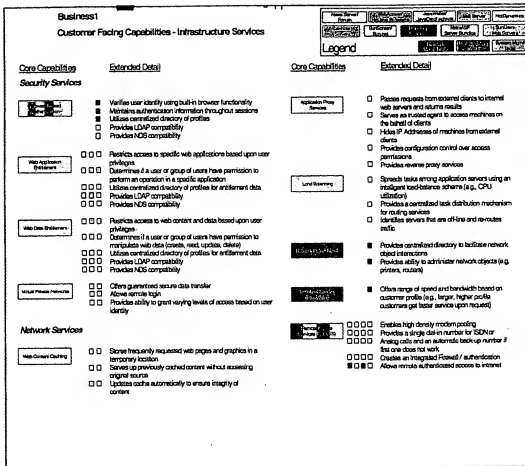 Business1
Customer Facing Capabilities - Infrastructure Services
Legend
Core Capabilities
Extended Detail
Security Services
Verifies user identity using built-in browser functionality
Maintains authentication information throughout sessions
Utilizes centralized directory of profiles
Provides LDAP compatibility
Provides NDS compatibility
Web Application
Entitlement
Restricts access to specific web applications based upon user
privileges
Determines if a user or group of users have permission to
perform an operation in a specific application
Utilizes centralized directory of profiles for entitlement data
Provides LDAP compatibility
Provides NDS compatibility
Web Data Entitlement
Restricts access to web content and data based upon user
privileges
Determines if a user or group of users have permission to
manipulate web data (create, read, update, delete)
Utilizes centralized directory of profiles for entitlement data
Provides LDAP compatibility
Provides NDS compatibility
Virtual Private Networks
Offers guaranteed secure data transfer
Allows remote login
Provides ability to grant varying levels of access based on user
identity
Network Services
Web Content Caching
Stores frequently requested web pages and graphics in a
temporary location
Serves up previously cached content without accessing
original source
Updates cache automatically to ensure integrity of
content
Core Capabilities
Extended Detail
Application Proxy
Services
Passes requests from external clients to internal
web servers and returns results
Serves as trusted agent to access machines on
the behalf of clients
Hides IP Addresses of machines from external
clients
Provides configuration control over access
permissions
Provides reverse proxy services
Load Balancing
Spreads tasks among application servers using an
intelligent load-balance schema (e.g., CPU
utilization)
Provides a centralized task distribution mechanism
for routing services
Identifies servers that are off-line and re-routes
traffic
Provides centralized directory to facilitate network
object interactions
Provides ability to administer network objects (e.g.
printers, routers)
Offers range of speed and bandwidth based on
customer profile (e.g., larger, higher profile
customers get faster service upon request)
Enables high density modem pooling
Provides a single dial-in number for ISDN or
Analog calls and an automatic back-up number if
first one does not work
Creates an Integrated Firewall / authentication
Allows remote authenticated access to intranet